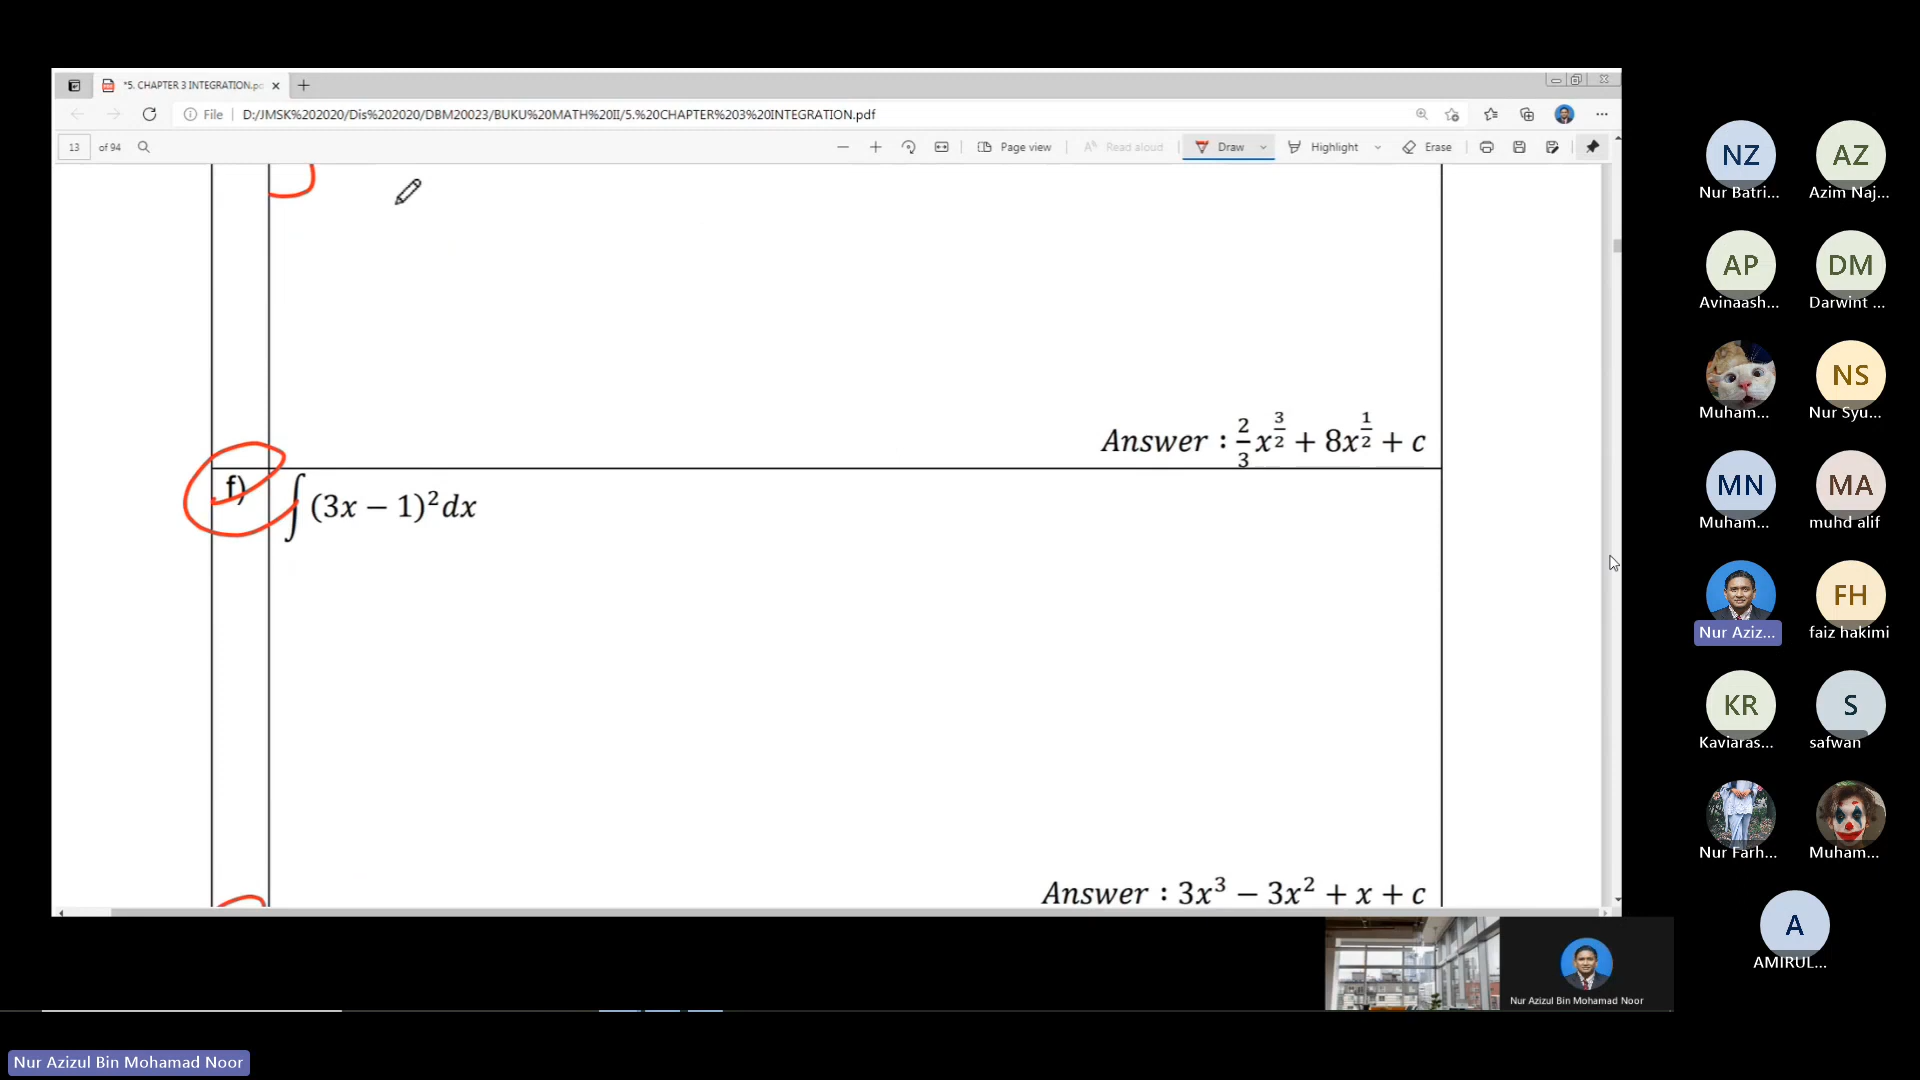 *5. CHAPTER 3 INTEGRATION.pd
File D:/JMSK%202020/Dis%202020/DBM20023/BUKU%20MATH%20II/5.%20CHAPTER%203%20INTEGRATION.pdf
13 of 94 Page view Read aloud Draw Highlight Erase
Answer : 2/3 x^(3/2) + 8x^(1/2) + c
f) ∫(3x − 1)²dx
Answer : 3x³ − 3x² + x + c
NZ AZ
Nur Batri... Azim Naj...
AP DM
Avinaash... Darwint ...
NS
Muham... Nur Syu...
MN MA
Muham... muhd alif
FH
Nur Aziz... faiz hakimi
KR S
Kaviaras... safwan
Nur Farh... Muham...
A
AMIRUL...
Nur Azizul Bin Mohamad Noor
Nur Azizul Bin Mohamad Noor